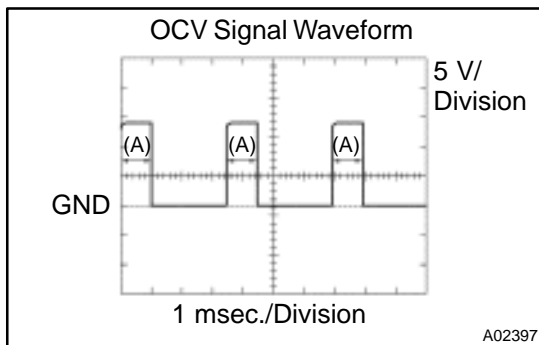 OCV Signal Waveform
5 V/
Division
(A) (A) (A)
GND
1 msec./Division
A02397